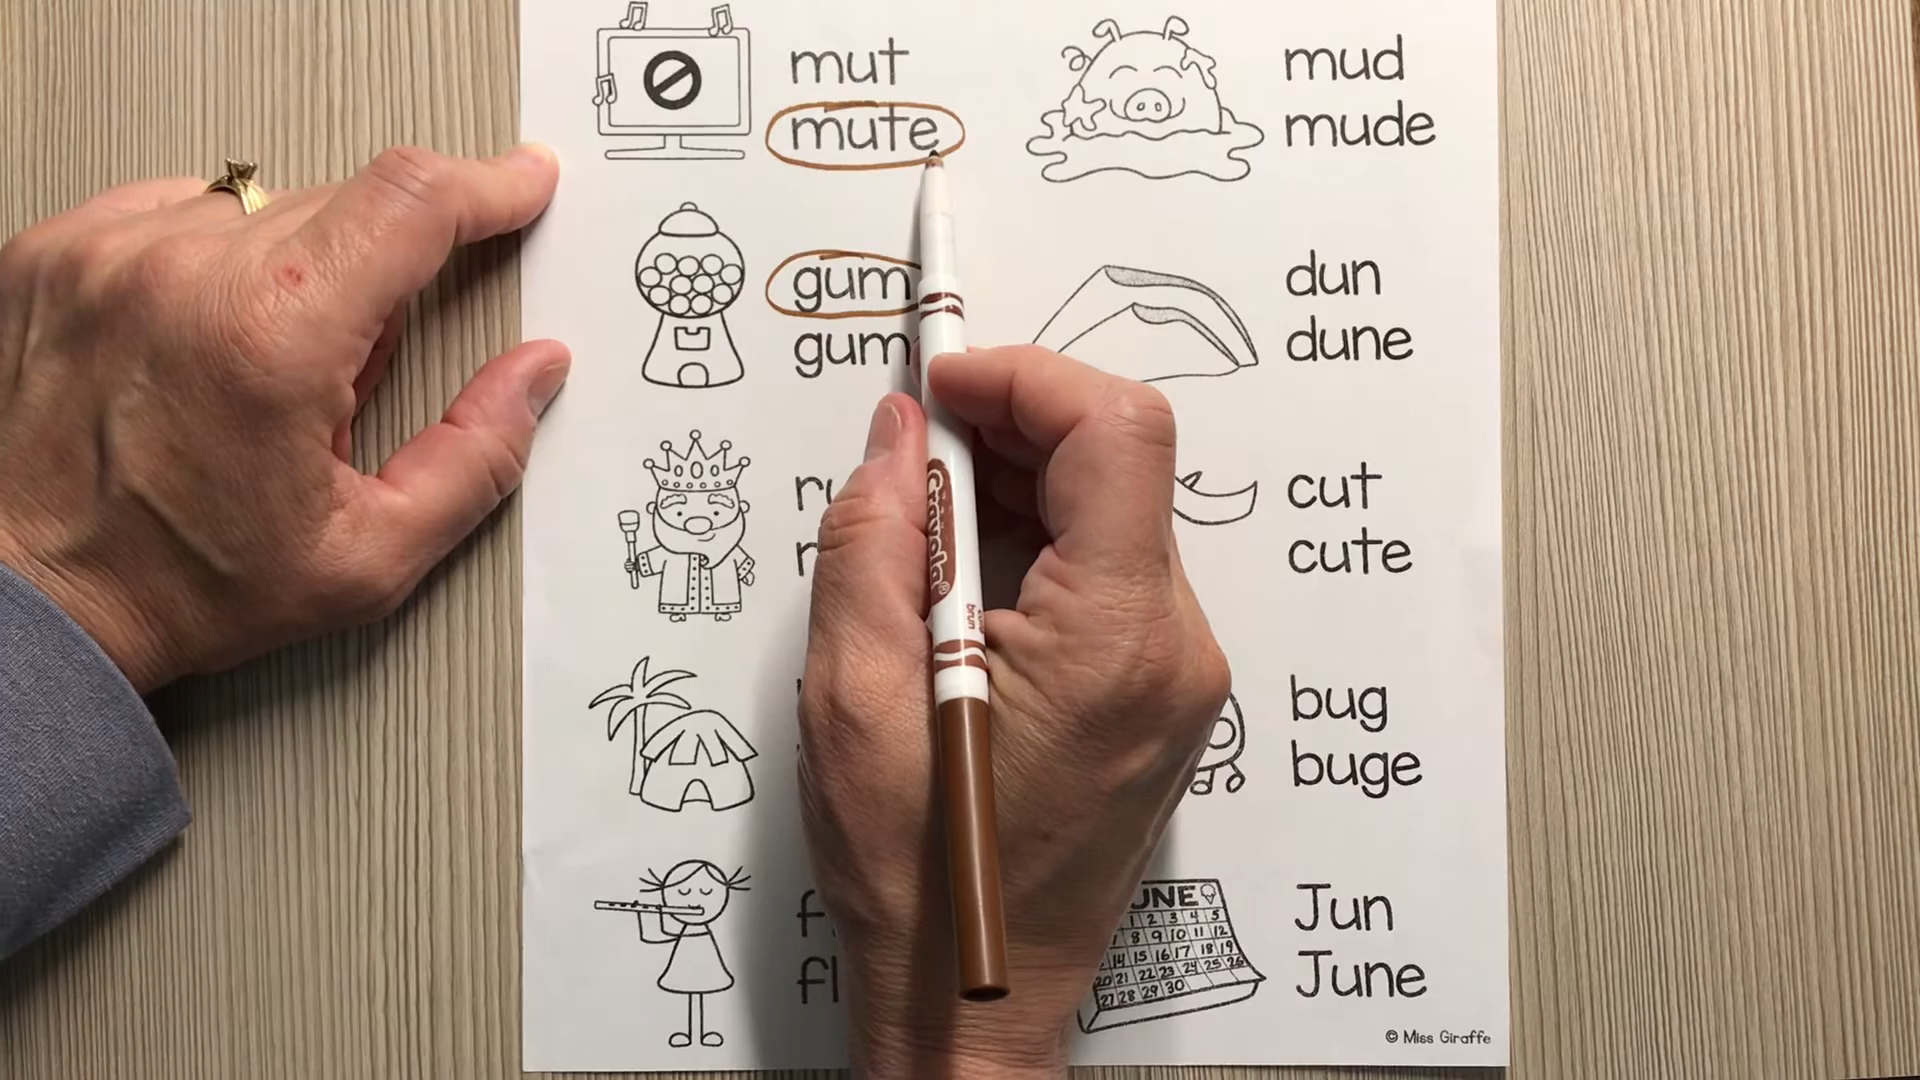 mut
mute
mud
mude
gum
dun
dune
cut
cute
bug
buge
Jun
June
1 2 3 4 5
8 9 10 11 12
14 15 16 17 18 19
20 21 22 23 24 25 26
27 28 29 30
Crayola®
brun
© Miss Giraffe